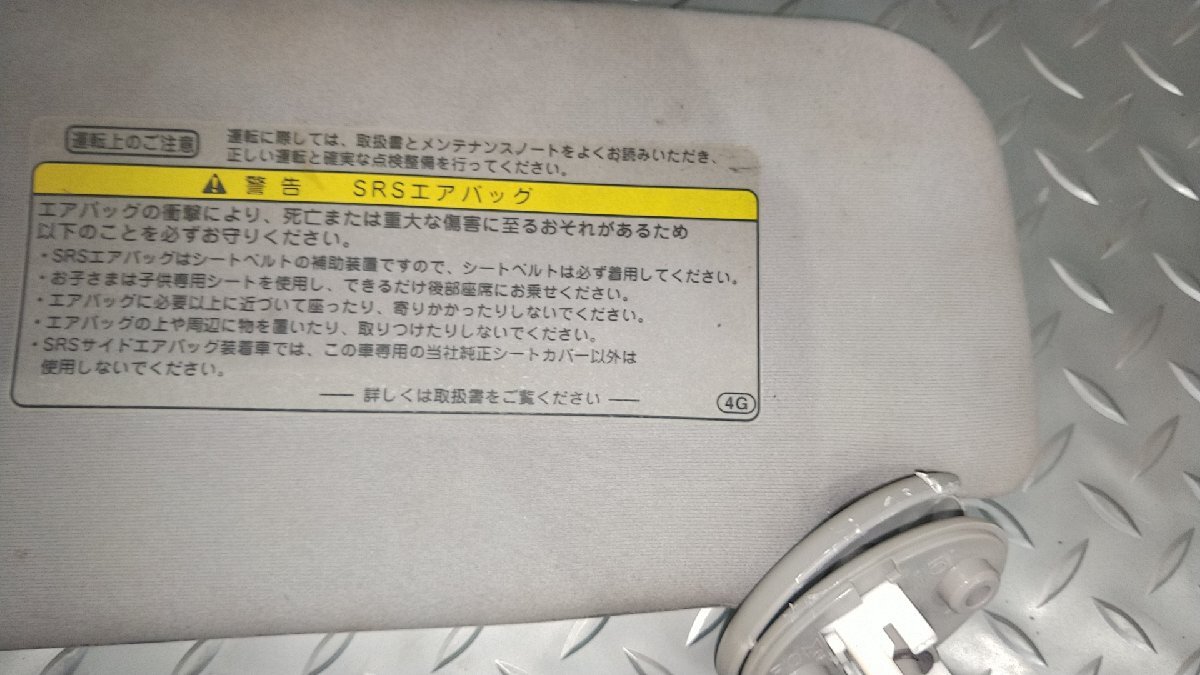 運転上のご注意
運転に際しては、取扱書とメンテナンスノートをよくお読みいただき、
正しい運転と確実な点検整備を行ってください。
警告 SRSエアバッグ
エアバッグの衝撃により、死亡または重大な傷害に至るおそれがあるため
以下のことを必ずお守りください。
・SRSエアバッグはシートベルトの補助装置ですので、シートベルトは必ず着用してください。
・お子さまは子供専用シートを使用し、できるだけ後部座席にお乗せください。
・エアバッグに必要以上に近づいて座ったり、寄りかかったりしないでください。
・エアバッグの上や周辺に物を置いたり、取りつけたりしないでください。
・SRSサイドエアバッグ装着車では、この車専用の当社純正シートカバー以外は
使用しないでください。
── 詳しくは取扱書をご覧ください ──
4G